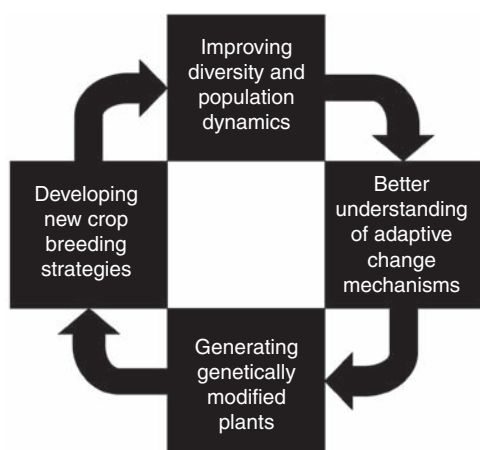 Improving
diversity and
population
dynamics
Better
understanding
of adaptive
change
mechanisms
Generating
genetically
modified
plants
Developing
new crop
breeding
strategies